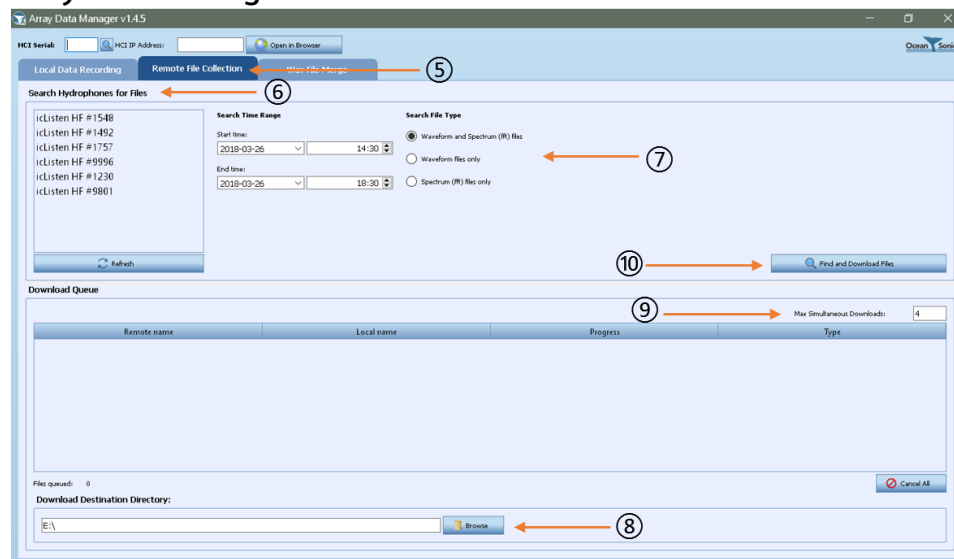 Array Data Manager v1.4.5
HCI Serial:
HCI IP Address:
Open in Browser
Ocean Soni
Local Data Recording
Remote File Collection
Wav File Merge
⑤
Search Hydrophones for Files
⑥
icListen HF #1548
icListen HF #1492
icListen HF #1757
icListen HF #9996
icListen HF #1230
icListen HF #9801
Refresh
Search Time Range
Start time:
2018-03-26 14:30
End time:
2018-03-26 18:30
Search File Type
Waveform and Spectrum (fft) files
Waveform files only
Spectrum (fft) files only
⑦
⑩
Find and Download Files
Download Queue
⑨
Max Simultaneous Downloads: 4
Remote name Local name Progress Type
Files queued: 0
Cancel All
Download Destination Directory:
E:\
Browse
⑧